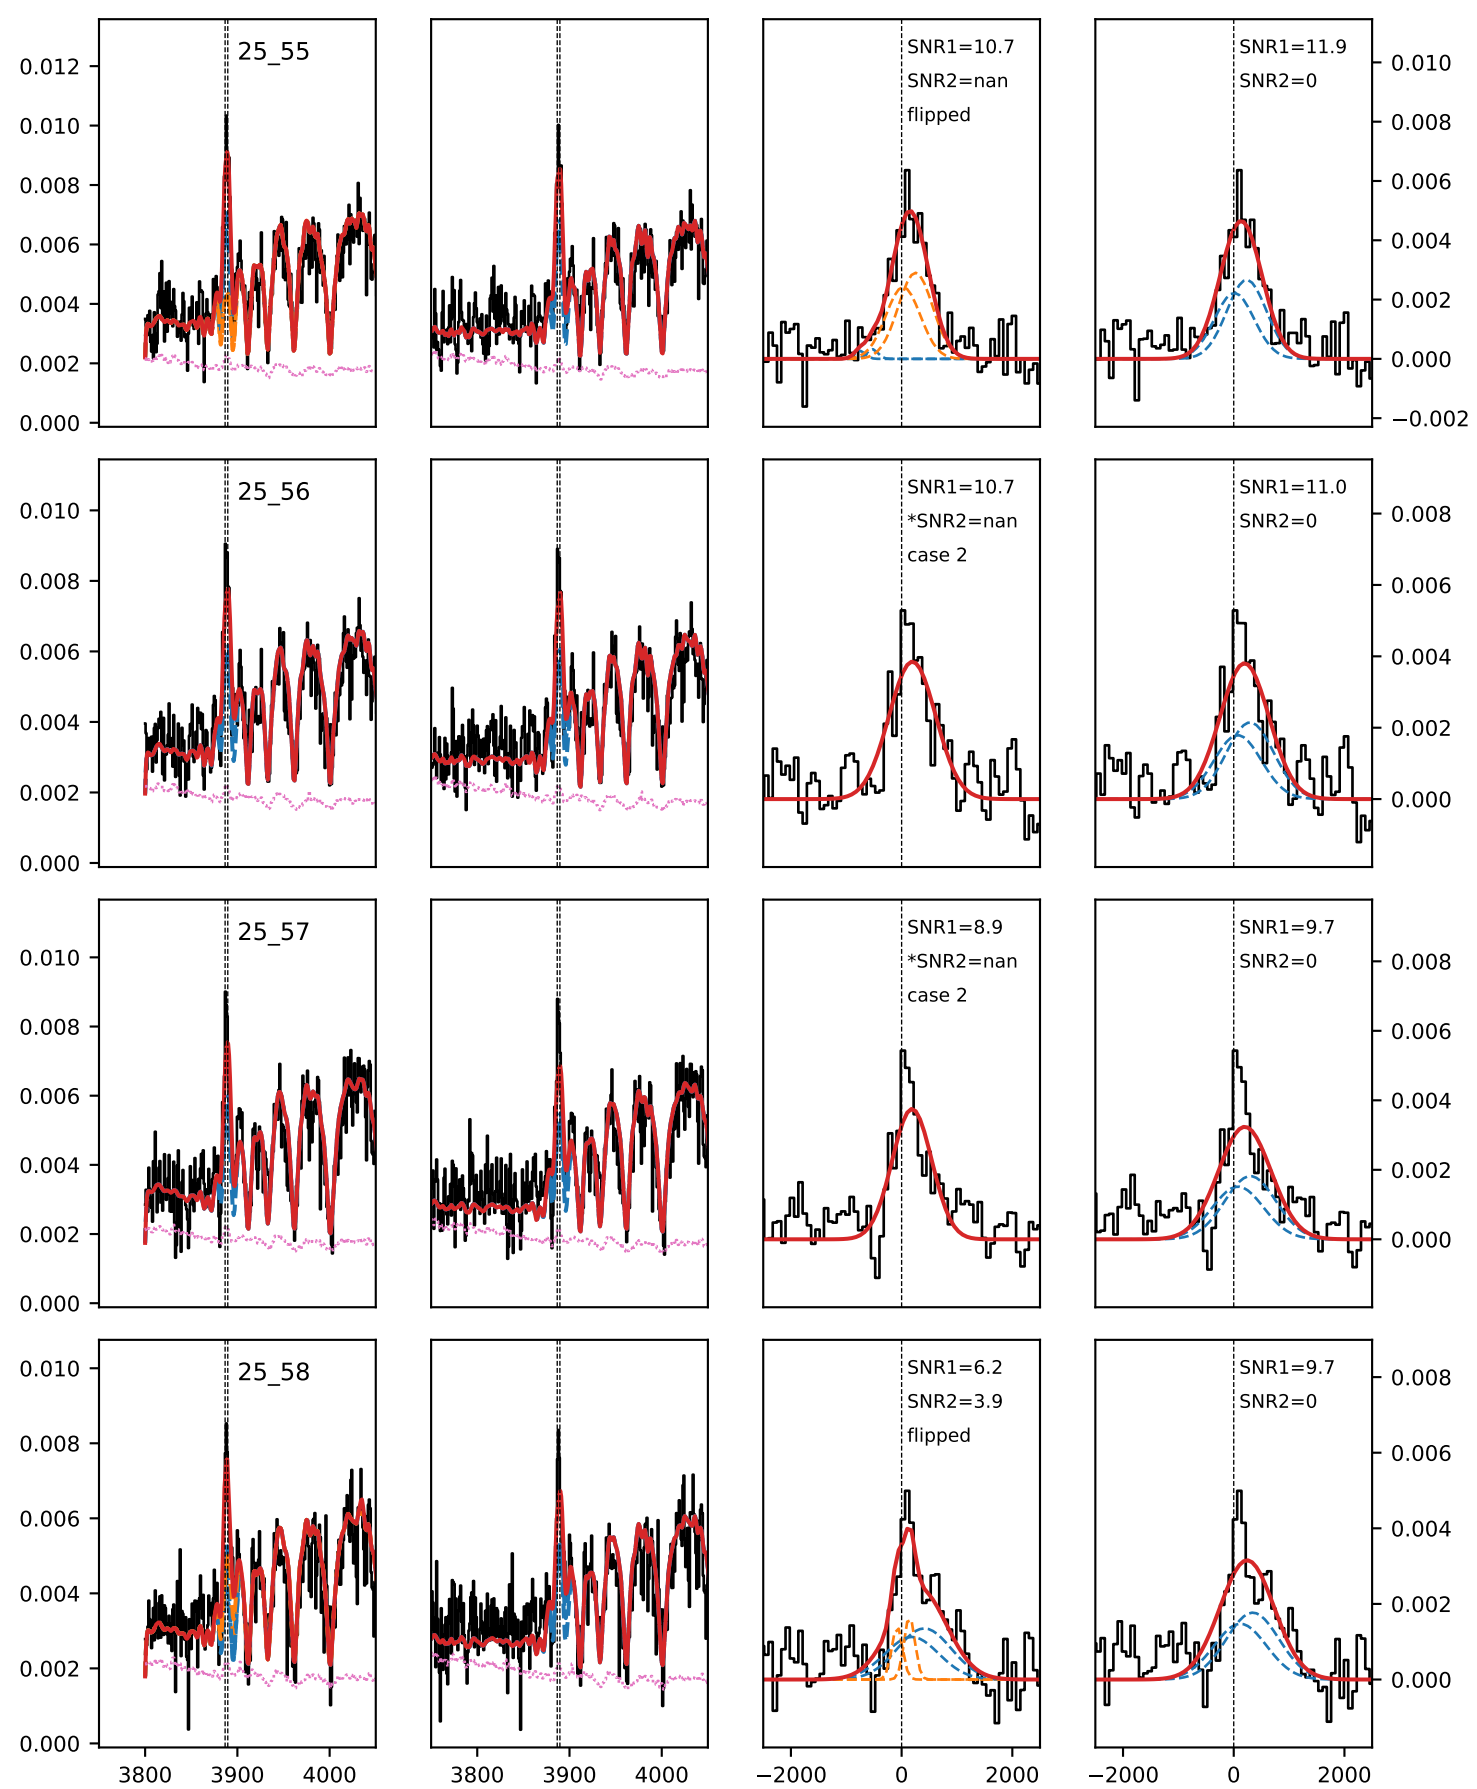 25_55
SNR1=10.7
SNR2=nan
flipped
SNR1=11.9
SNR2=0
0.012
0.010
0.008
0.006
0.004
0.002
0.000
0.010
0.008
0.006
0.004
0.002
0.000
−0.002
25_56
SNR1=10.7
*SNR2=nan
case 2
SNR1=11.0
SNR2=0
0.010
0.008
0.006
0.004
0.002
0.000
0.008
0.006
0.004
0.002
0.000
25_57
SNR1=8.9
*SNR2=nan
case 2
SNR1=9.7
SNR2=0
0.010
0.008
0.006
0.004
0.002
0.000
0.008
0.006
0.004
0.002
0.000
25_58
SNR1=6.2
SNR2=3.9
flipped
SNR1=9.7
SNR2=0
0.010
0.008
0.006
0.004
0.002
0.000
0.008
0.006
0.004
0.002
0.000
3800 3900 4000
3800 3900 4000
−2000 0 2000
−2000 0 2000